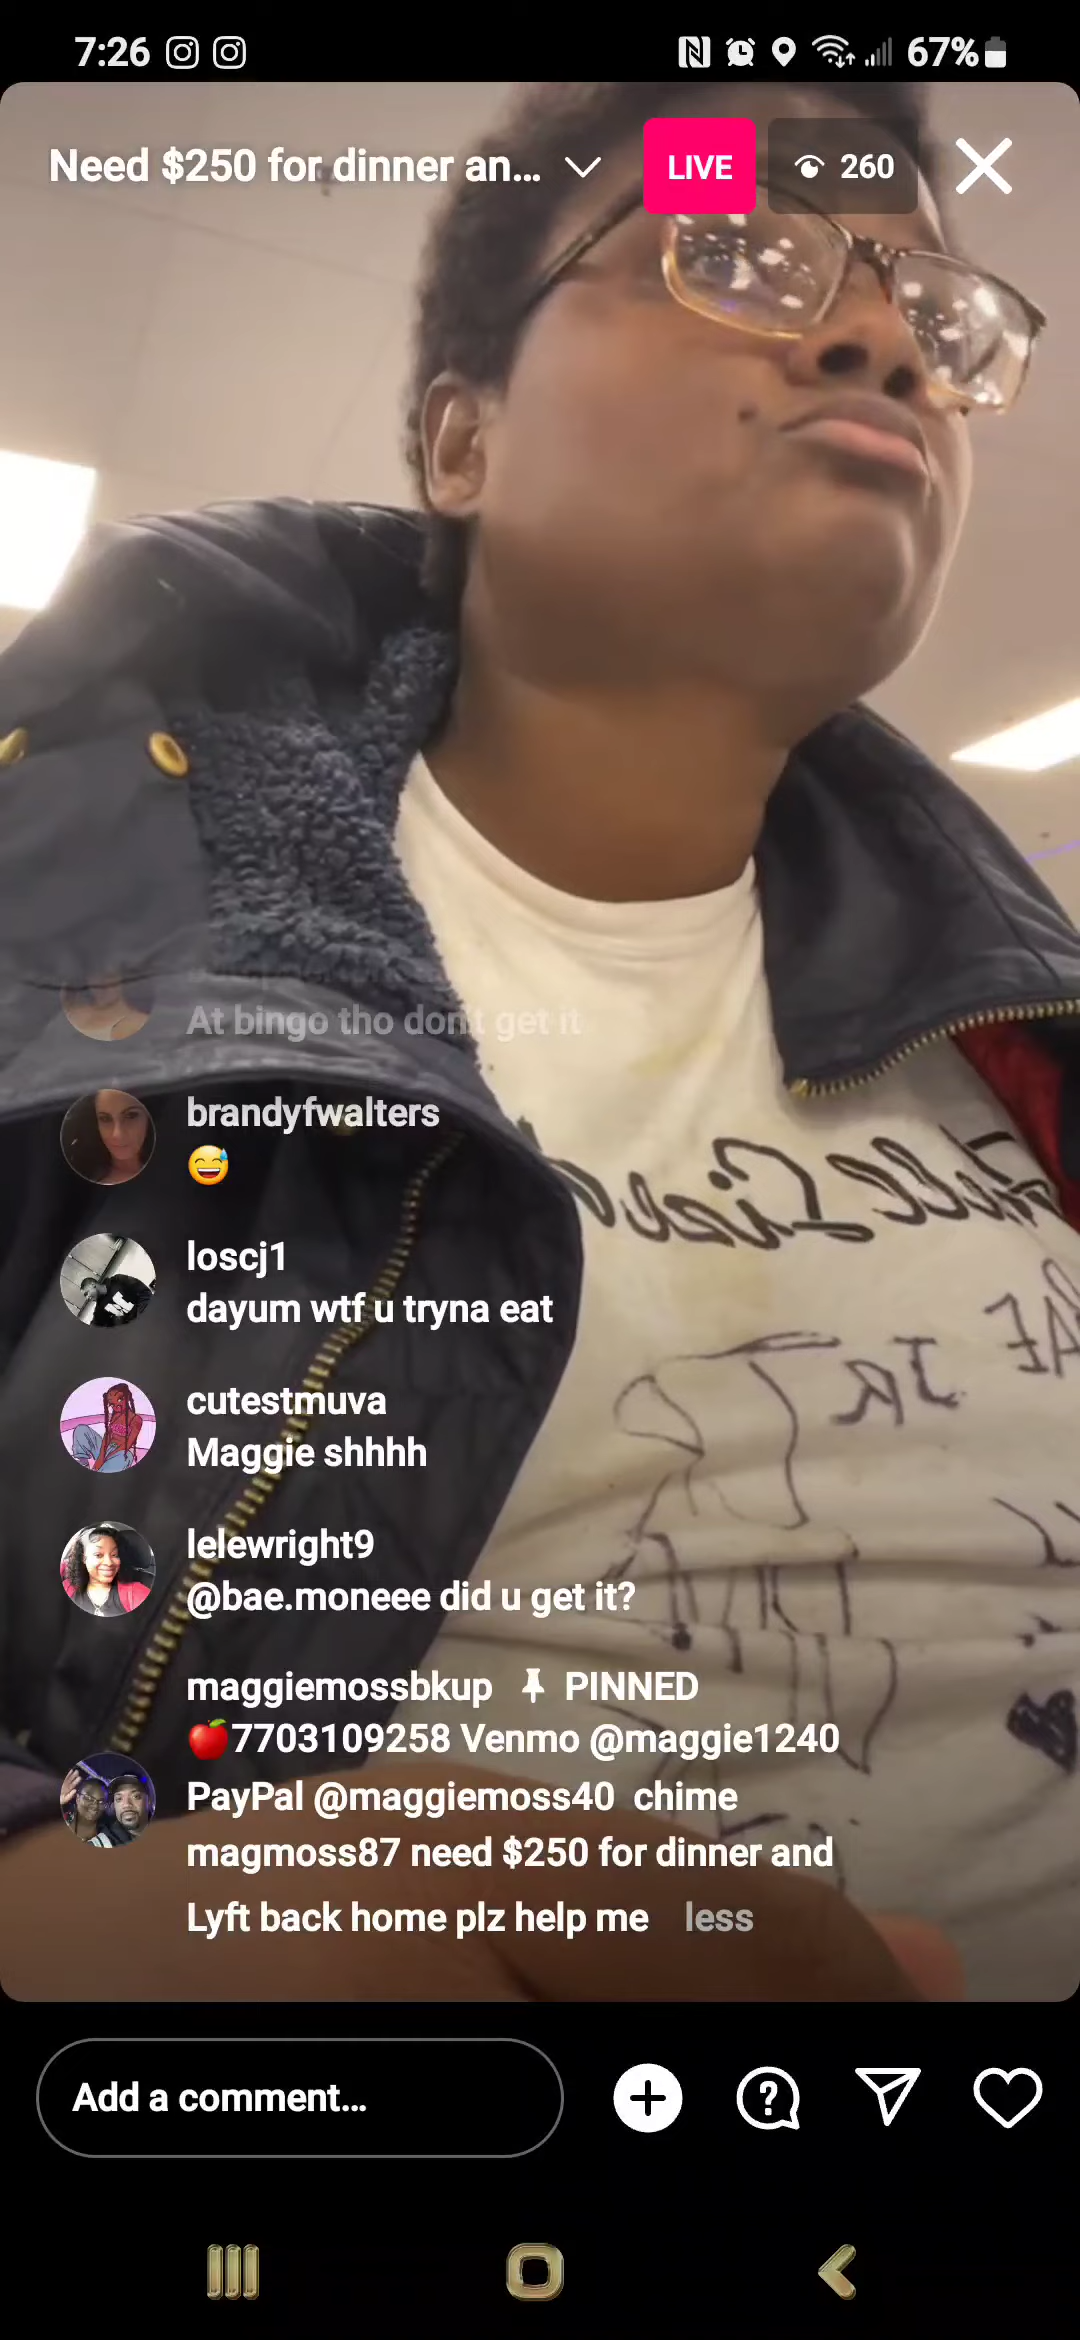 7:26
67%
Need $250 for dinner an...
LIVE
260
At bingo tho dont get it
brandyfwalters
😅
loscj1
dayum wtf u tryna eat
cutestmuva
Maggie shhhh
lelewright9
@bae.moneee did u get it?
maggiemossbkup 📌 PINNED
🍎7703109258 Venmo @maggie1240
PayPal @maggiemoss40 chime
magmoss87 need $250 for dinner and
Lyft back home plz help me less
Add a comment...